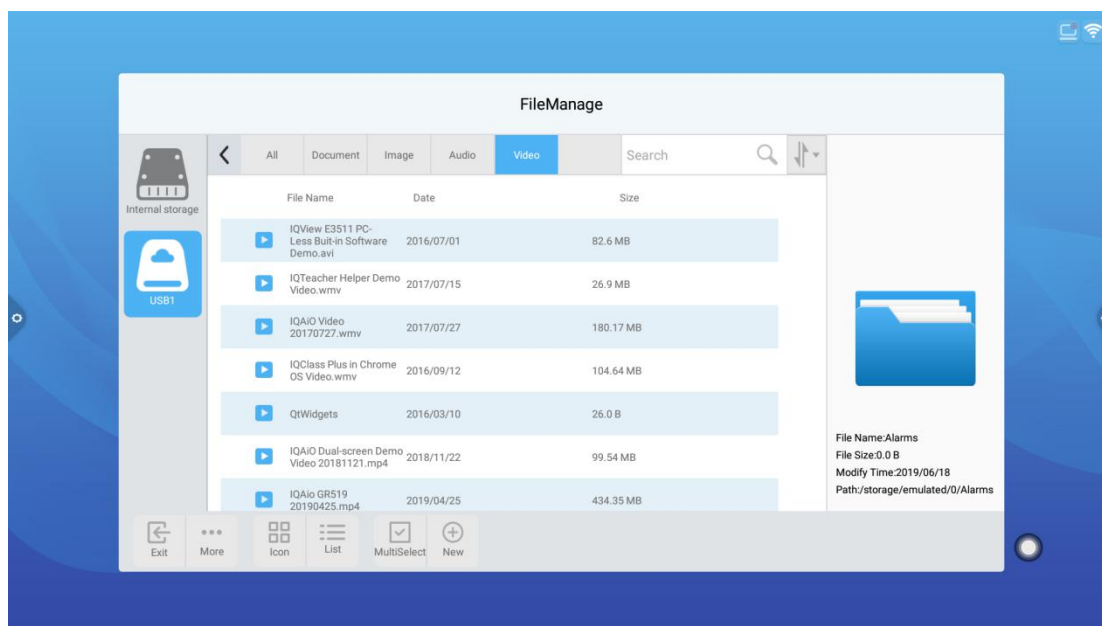 FileManage
All Document Image Audio Video Search
Internal storage
USB1
File Name Date Size
IQView E3511 PC-
Less Buit-in Software 2016/07/01 82.6 MB
Demo.avi
IQTeacher Helper Demo
Video.wmv 2017/07/15 26.9 MB
IQAiO Video
20170727.wmv 2017/07/27 180.17 MB
IQClass Plus in Chrome
OS Video.wmv 2016/09/12 104.64 MB
QtWidgets 2016/03/10 26.0 B
IQAiO Dual-screen Demo
Video 20181121.mp4 2018/11/22 99.54 MB
IQAio GR519
20190425.mp4 2019/04/25 434.35 MB
File Name:Alarms
File Size:0.0 B
Modify Time:2019/06/18
Path:/storage/emulated/0/Alarms
Exit More Icon List MultiSelect New